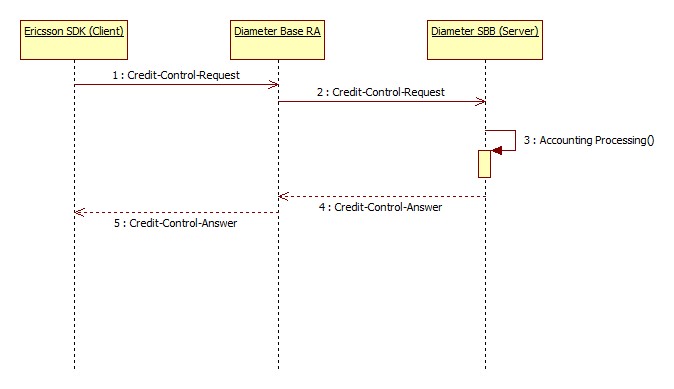 Ericsson SDK (Client)
Diameter Base RA
Diameter SBB (Server)
1 : Credit-Control-Request
2 : Credit-Control-Request
3 : Accounting Processing()
4 : Credit-Control-Answer
5 : Credit-Control-Answer